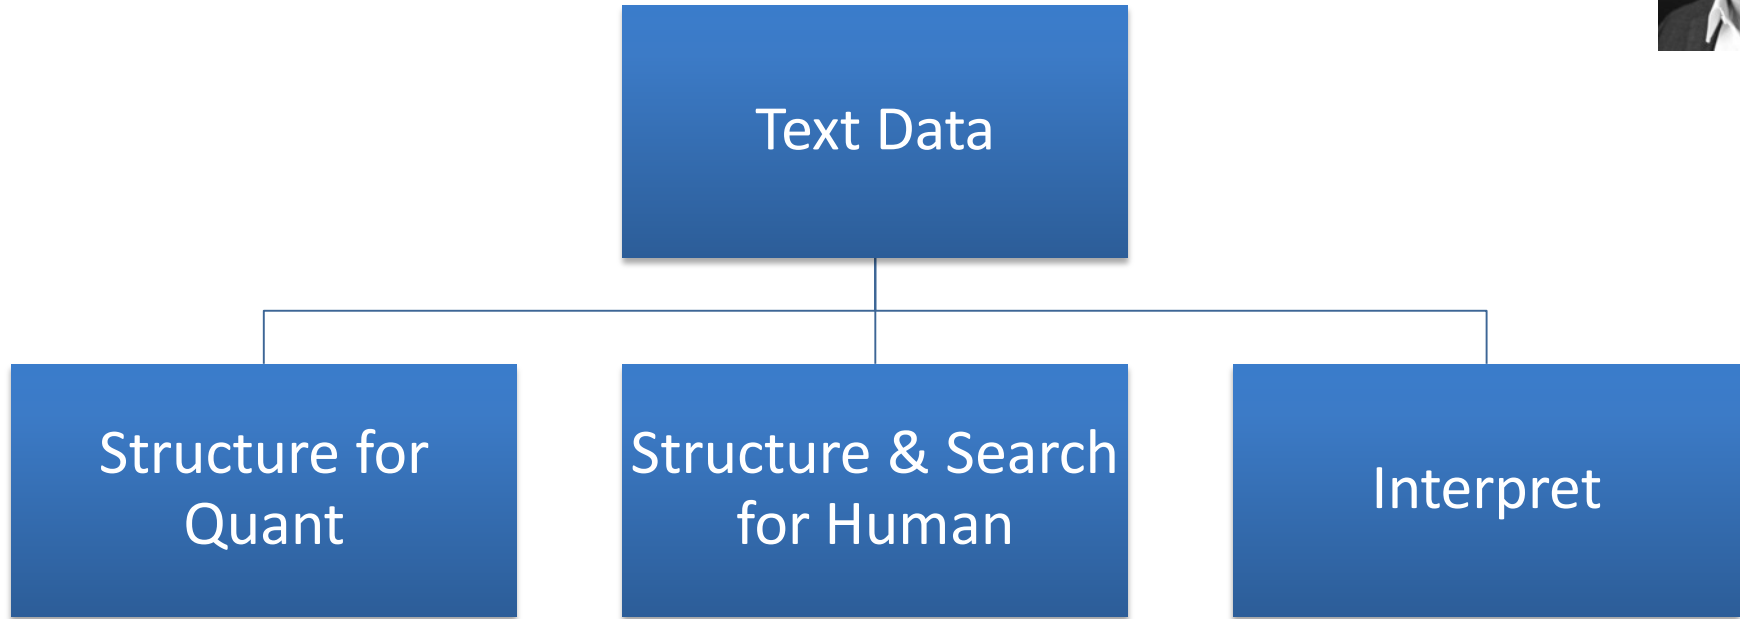 Text Data
Structure for
Quant
Structure & Search
for Human
Interpret